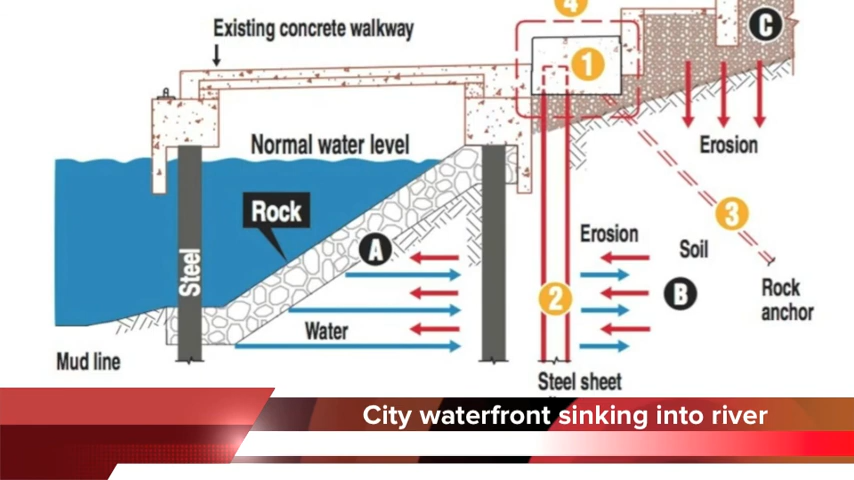 4
Existing concrete walkway
C
1
Normal water level
Erosion
Rock
3
A
Erosion
Soil
Steel
B
2
Rock
anchor
Water
Mud line
Steel sheet
City waterfront sinking into river